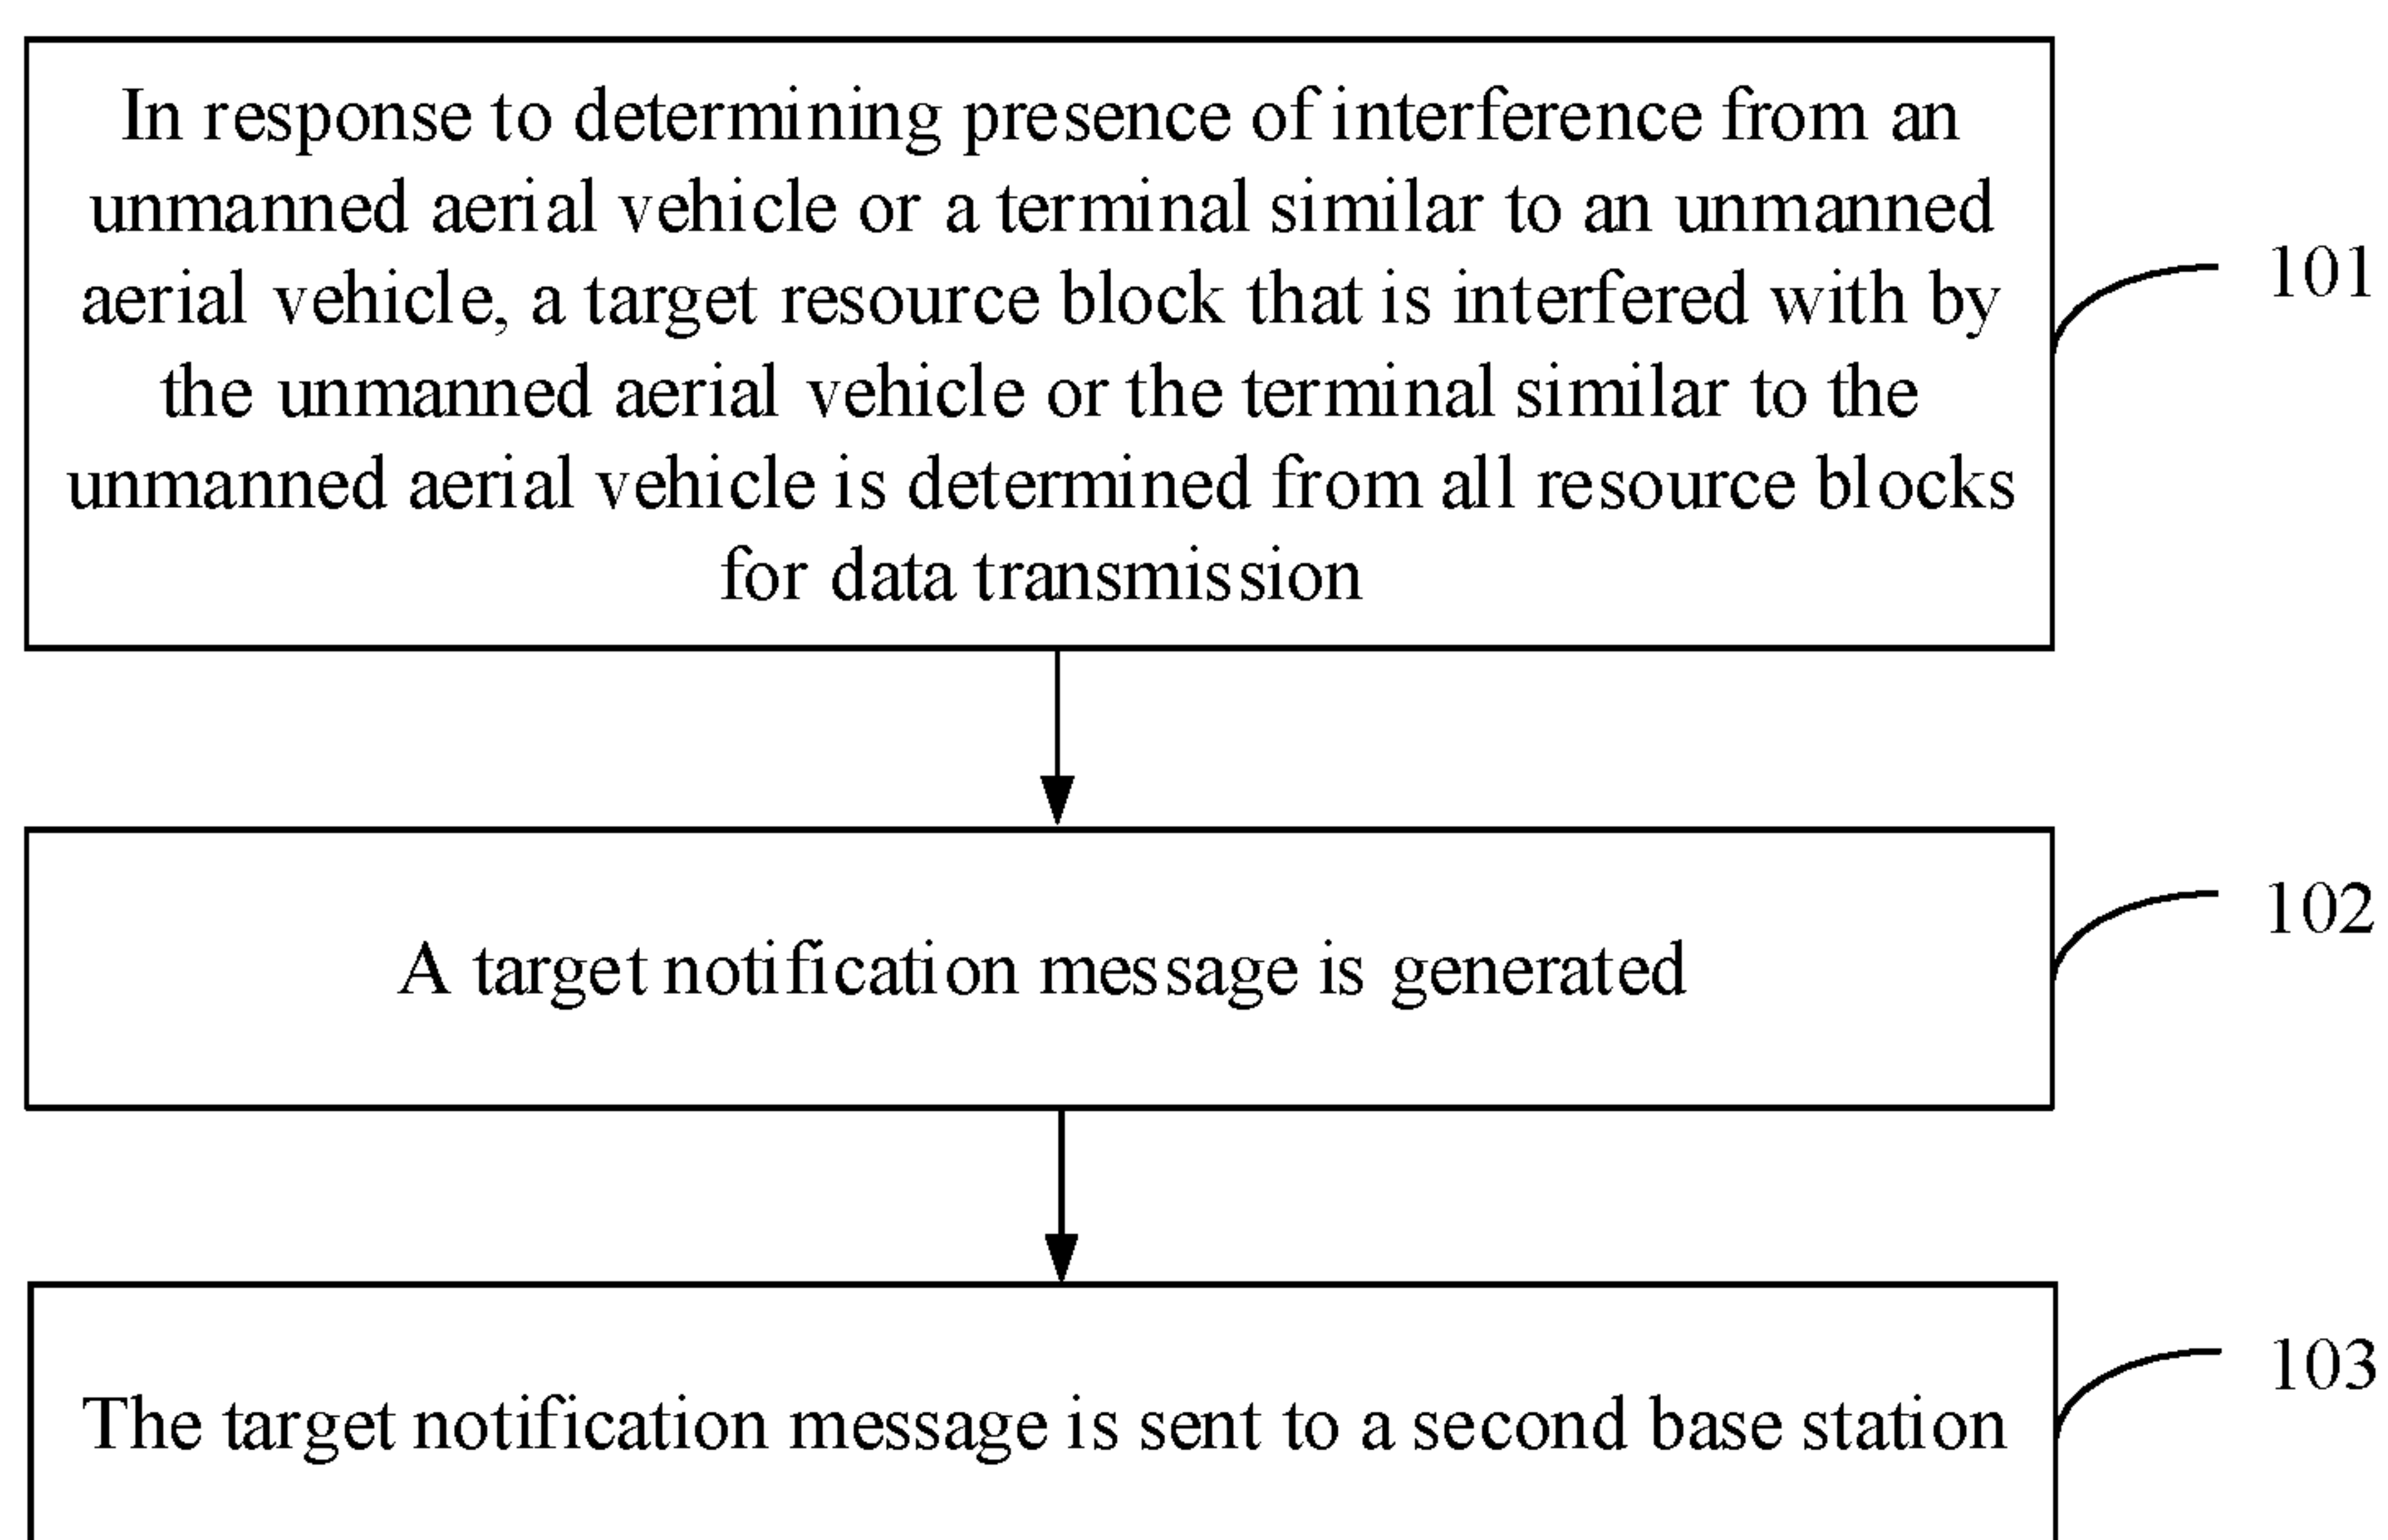 In response to determining presence of interference from an
unmanned aerial vehicle or a terminal similar to an unmanned
aerial vehicle, a target resource block that is interfered with by
the unmanned aerial vehicle or the terminal similar to the
unmanned aerial vehicle is determined from all resource blocks
for data transmission
101
A target notification message is generated
102
The target notification message is sent to a second base station
103